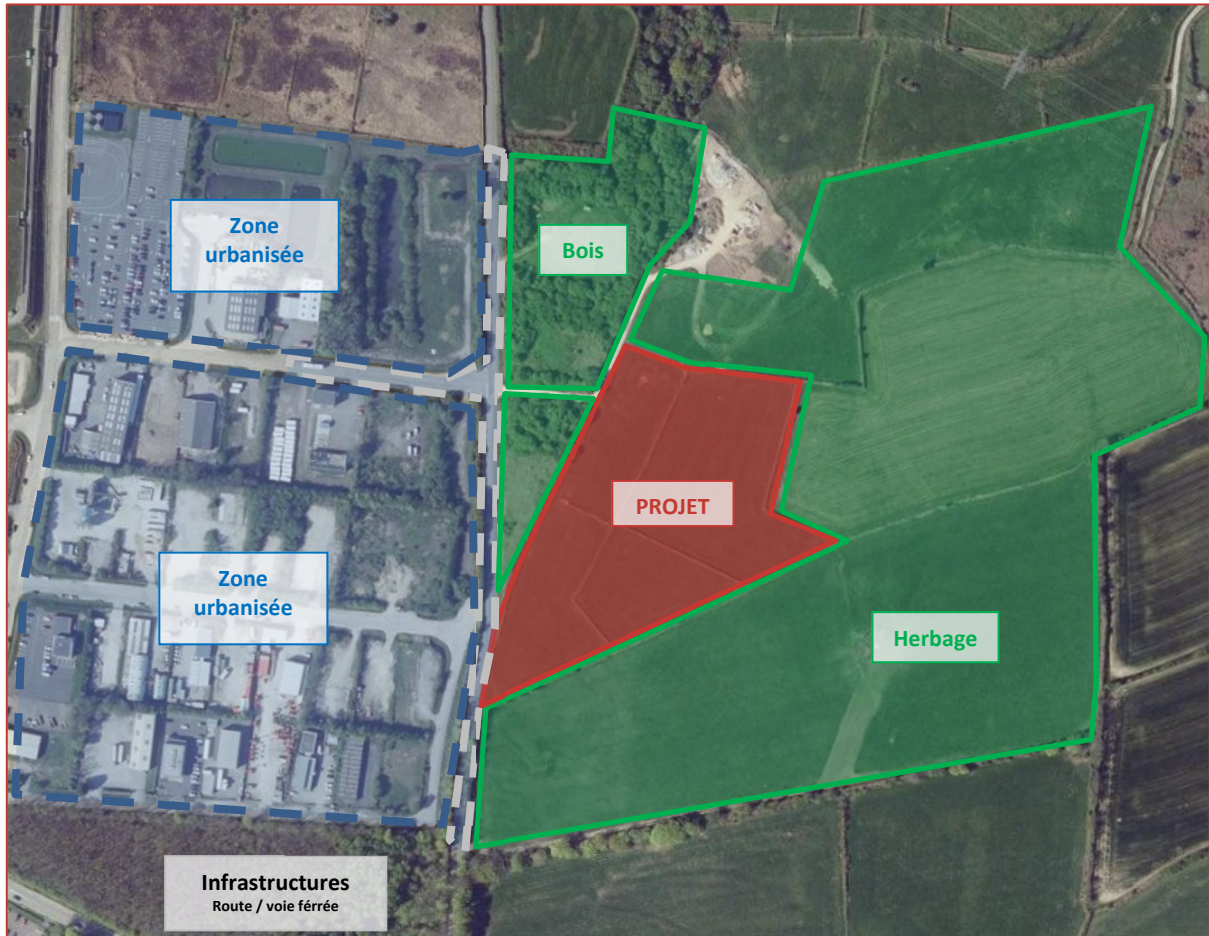 Zone
urbanisée
Bois
PROJET
Zone
urbanisée
Herbage
Infrastructures
Route / voie férrée